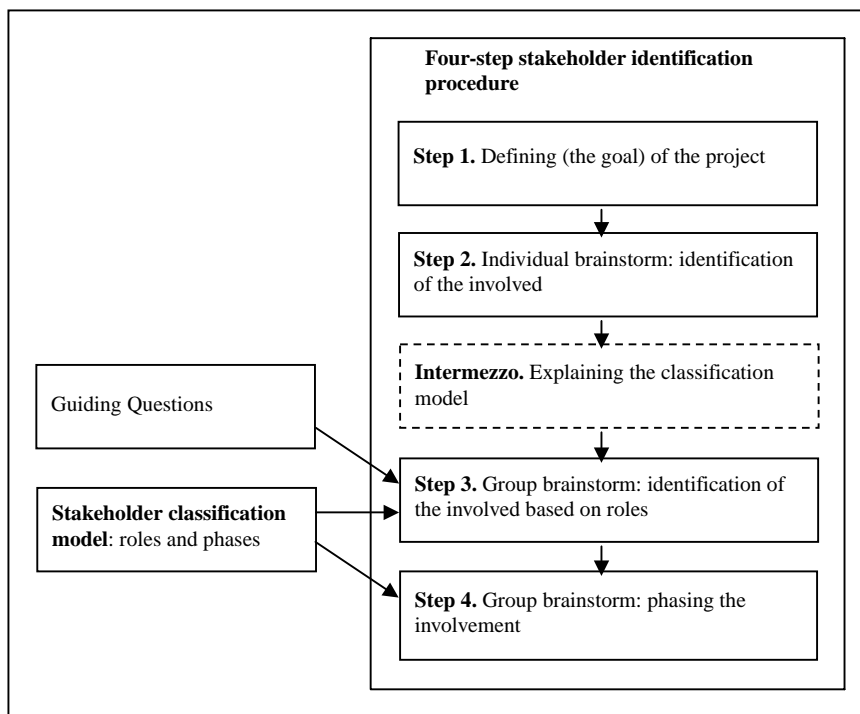 Four-step stakeholder identification
procedure
Step 1. Defining (the goal) of the project
Step 2. Individual brainstorm: identification
of the involved
Intermezzo. Explaining the classification
model
Guiding Questions
Step 3. Group brainstorm: identification of
the involved based on roles
Stakeholder classification
model: roles and phases
Step 4. Group brainstorm: phasing the
involvement